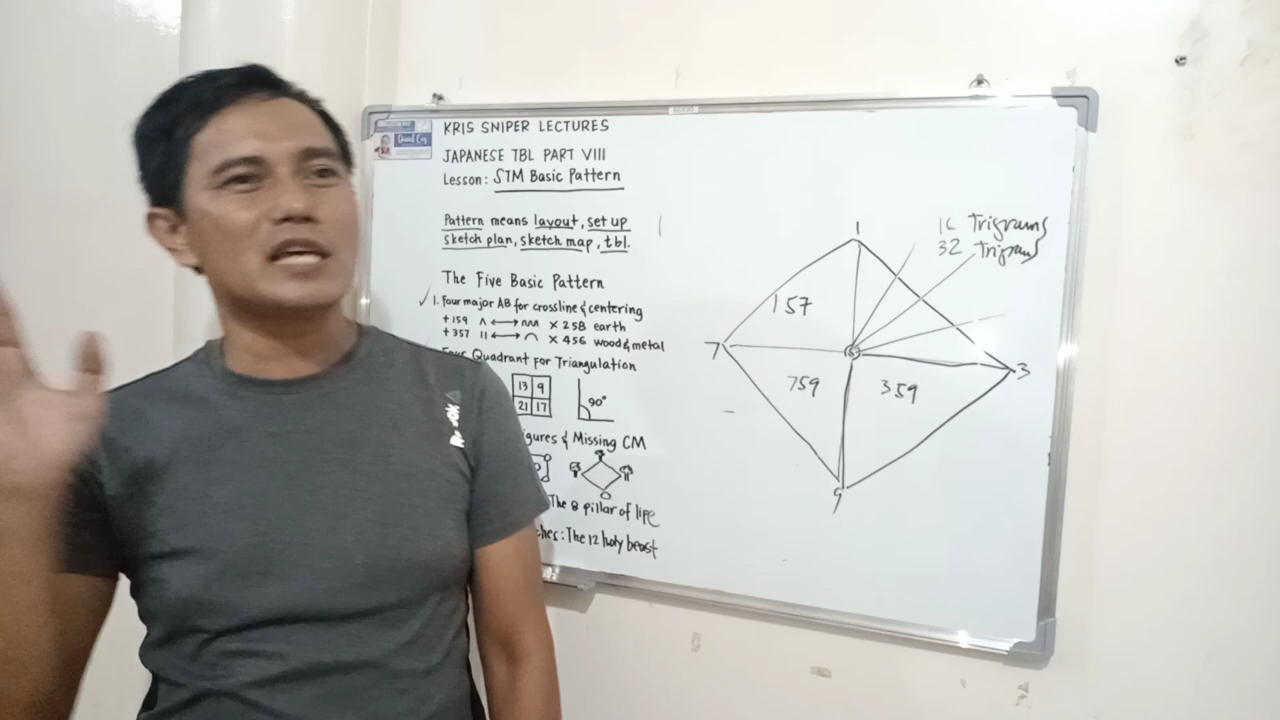 KRIS SNIPER LECTURES
JAPANESE TBL PART VIII
Lesson: STM Basic Pattern
Pattern means layout, set up
sketch plan, sketch map, tbl.
The Five Basic Pattern
✓ 1. Four major AB for crossline & centering
+159 ^ ↔ × 258 earth
+357 || ↔ ⌒ × 456 wood & metal
Four Quadrant for Triangulation
13 9
21 17
90°
igures & Missing CM
The 8 pillar of life
ches: The 12 holy beast
1
16 Trigrams
32 Trigrams
157
7
3
759
359
9
Reebok